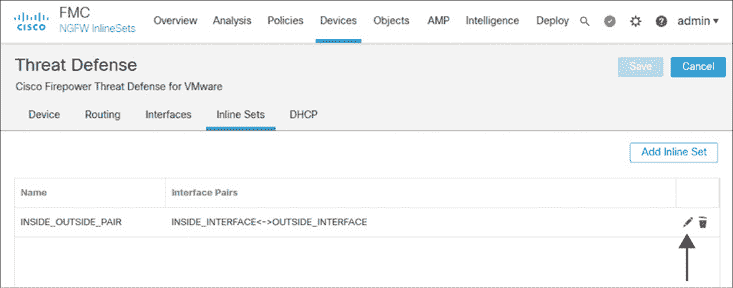 CISCO
FMC
NGFW InlineSets
Overview Analysis Policies Devices Objects AMP Intelligence Deploy admin
Threat Defense
Save Cancel
Cisco Firepower Threat Defense for VMware
Device Routing Interfaces Inline Sets DHCP
Add Inline Set
Name Interface Pairs
INSIDE_OUTSIDE_PAIR INSIDE_INTERFACE<->OUTSIDE_INTERFACE